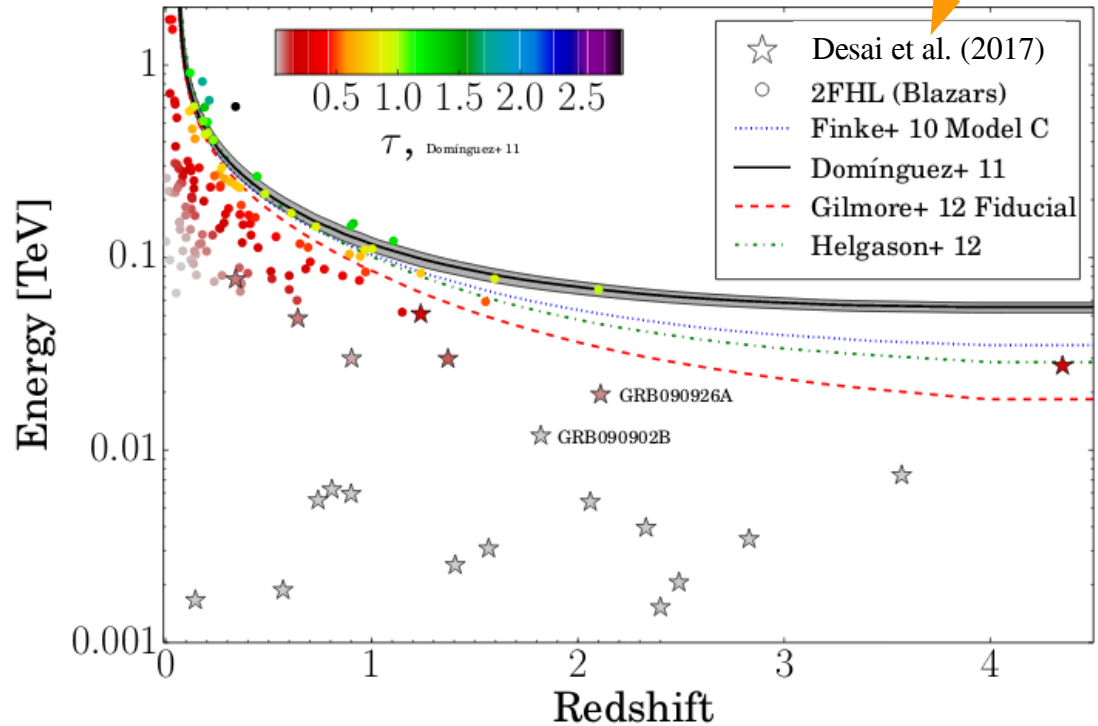 1
0.1
0.01
0.001
Energy [TeV]
0.5 1.0 1.5 2.0 2.5
τ, Domínguez+ 11
Desai et al. (2017)
2FHL (Blazars)
Finke+ 10 Model C
Domínguez+ 11
Gilmore+ 12 Fiducial
Helgason+ 12
GRB090926A
GRB090902B
0 1 2 3 4
Redshift